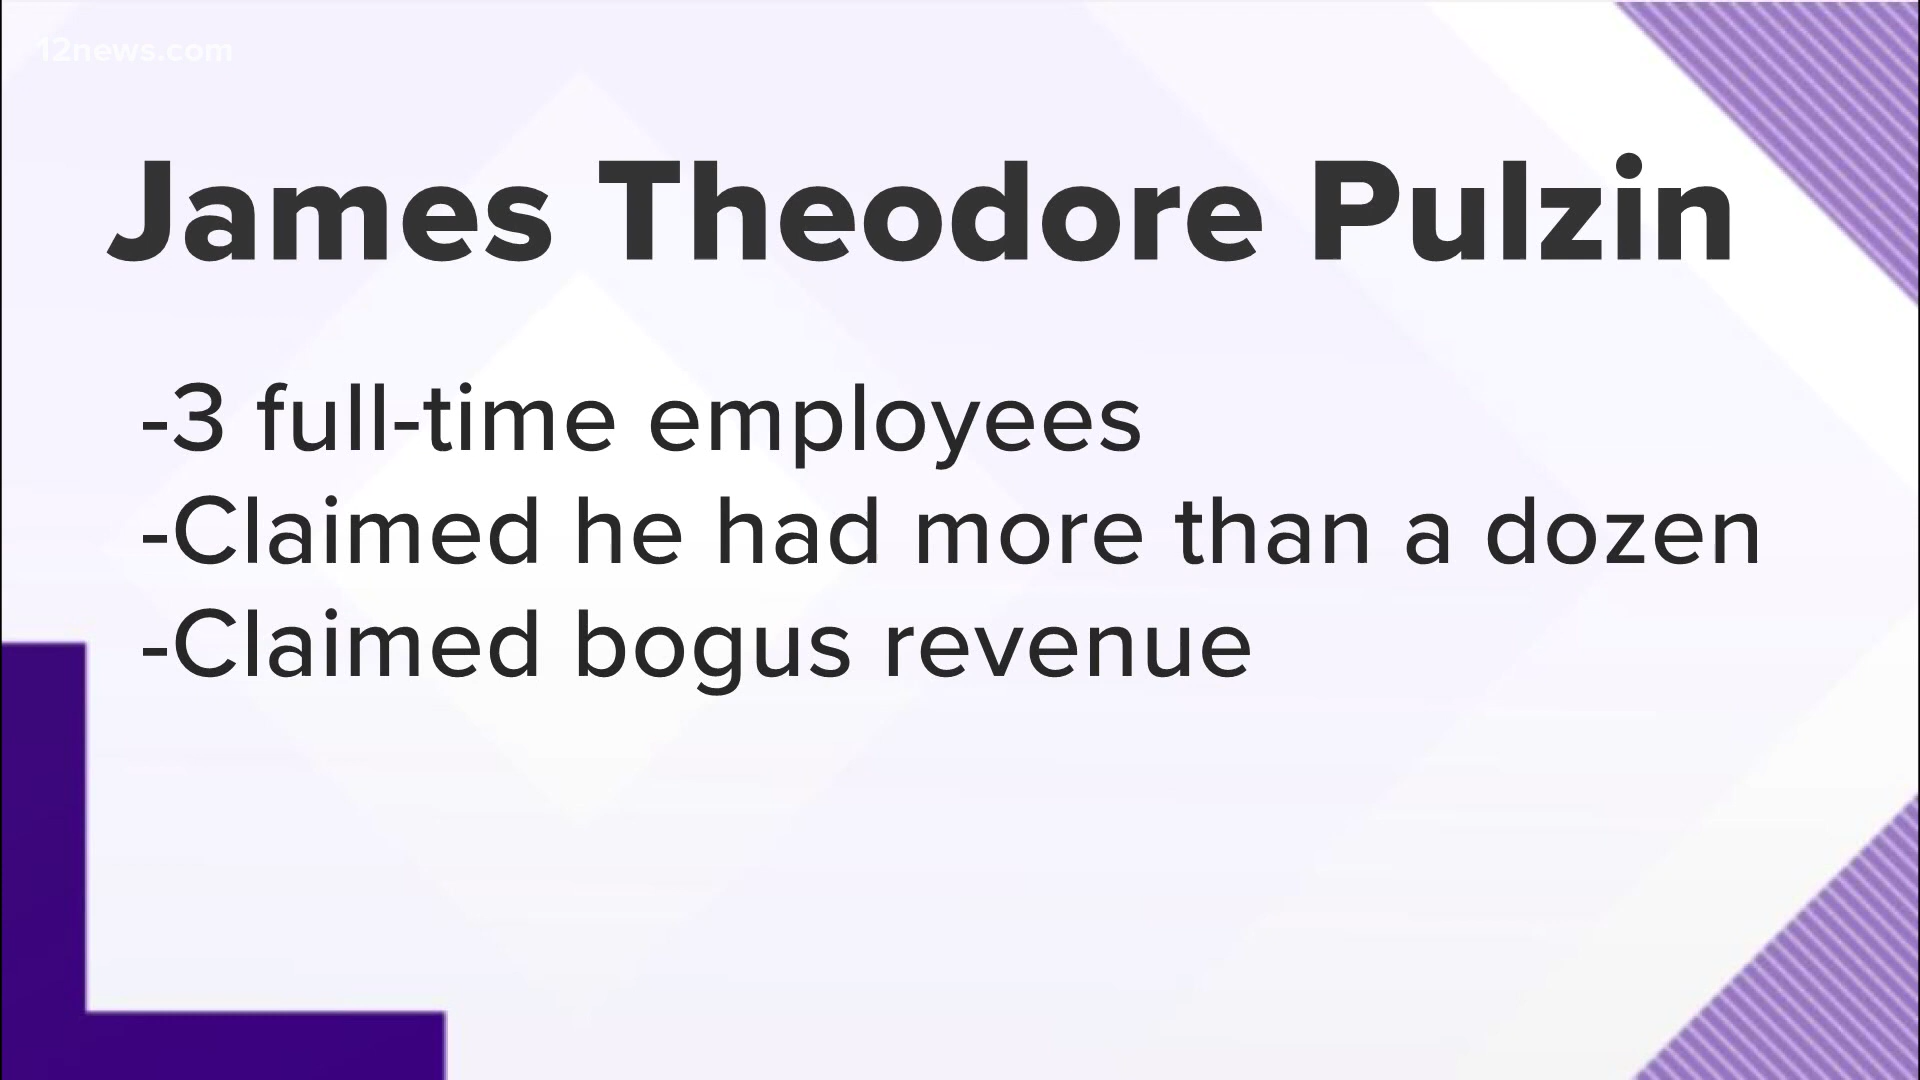 12news.com
James Theodore Pulzin
-3 full-time employees
-Claimed he had more than a dozen
-Claimed bogus revenue